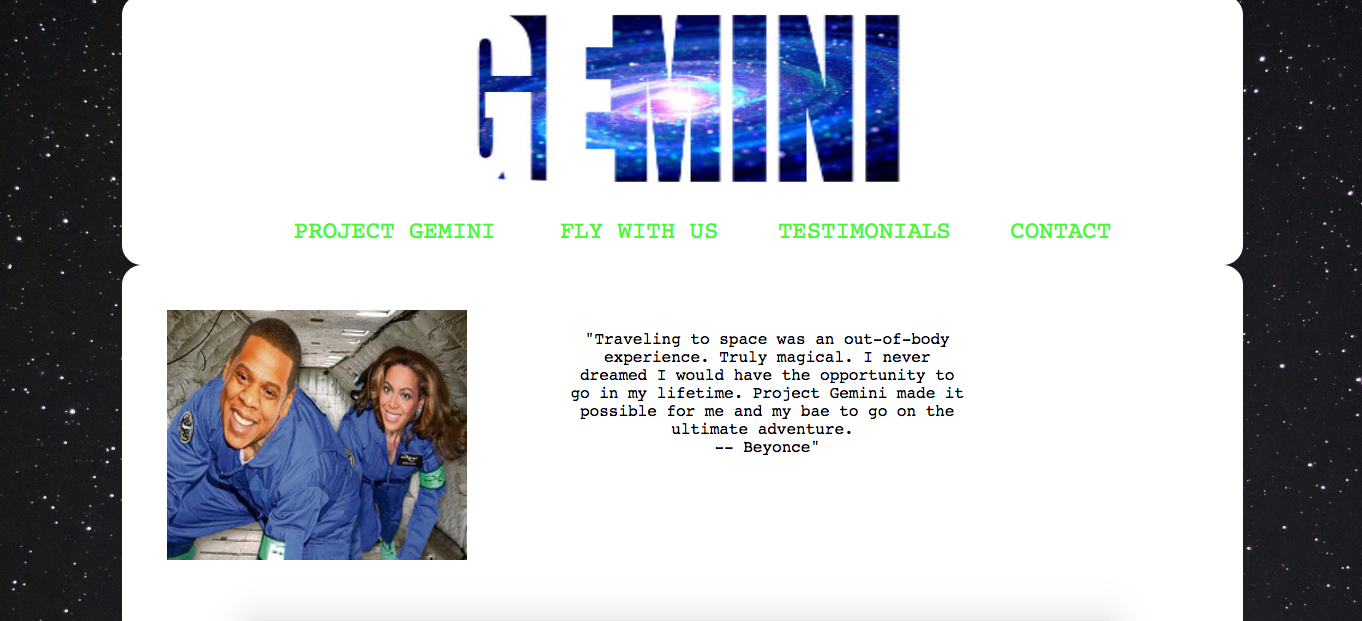 GEMINI
PROJECT GEMINI FLY WITH US TESTIMONIALS CONTACT
"Traveling to space was an out-of-body
experience. Truly magical. I never
dreamed I would have the opportunity to
go in my lifetime. Project Gemini made it
possible for me and my bae to go on the
ultimate adventure.
-- Beyonce"